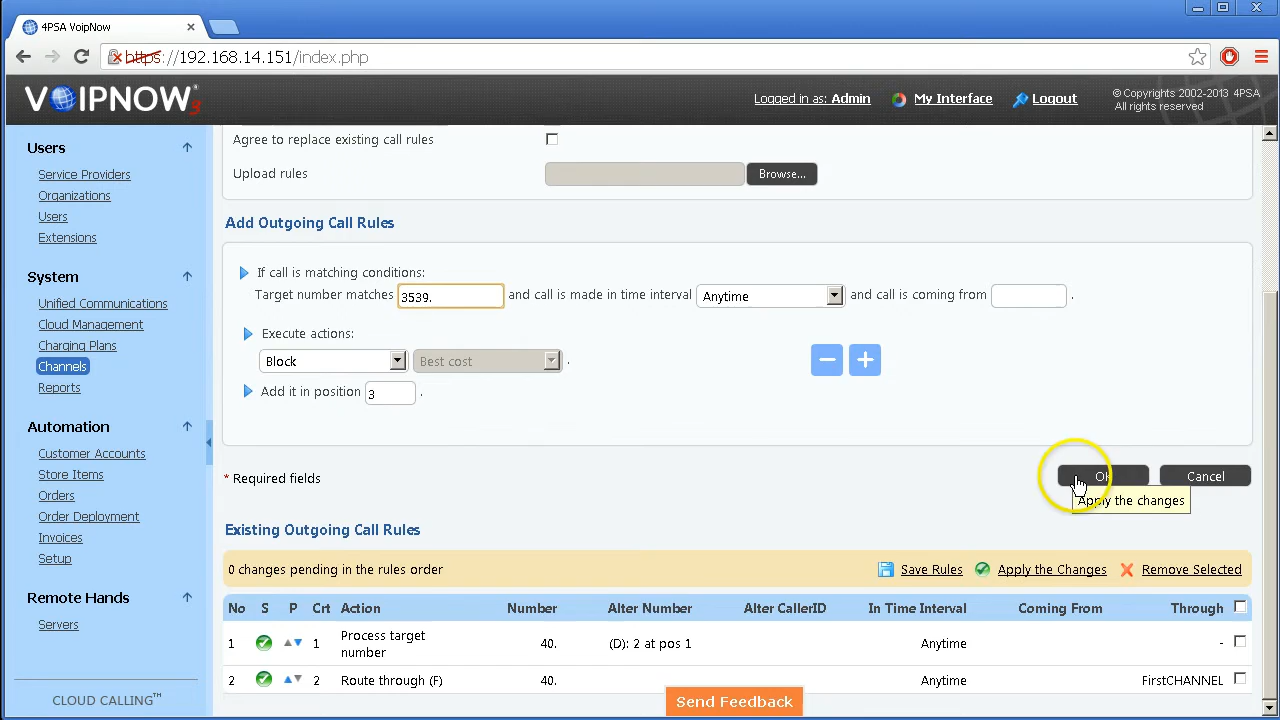 4PSA VoipNow
https://192.168.14.151/index.php
VOIPNOW® 3
Logged in as: Admin
My Interface
Logout
© Copyrights 2002-2013 4PSA
All rights reserved
Users
Service Providers
Organizations
Users
Extensions
System
Unified Communications
Cloud Management
Charging Plans
Channels
Reports
Automation
Customer Accounts
Store Items
Orders
Order Deployment
Invoices
Setup
Remote Hands
Servers
CLOUD CALLING™
Agree to replace existing call rules
Upload rules
Browse...
Add Outgoing Call Rules
If call is matching conditions:
Target number matches 3539. and call is made in time interval Anytime and call is coming from .
Execute actions:
Block Best cost .
Add it in position 3 .
* Required fields
Ok Cancel
Apply the changes
Existing Outgoing Call Rules
0 changes pending in the rules order
Save Rules Apply the Changes Remove Selected
No S P Crt Action Number Alter Number Alter CallerID In Time Interval Coming From Through
1 1 Process target number 40. (D): 2 at pos 1 Anytime -
2 2 Route through (F) 40. Anytime FirstCHANNEL
Send Feedback